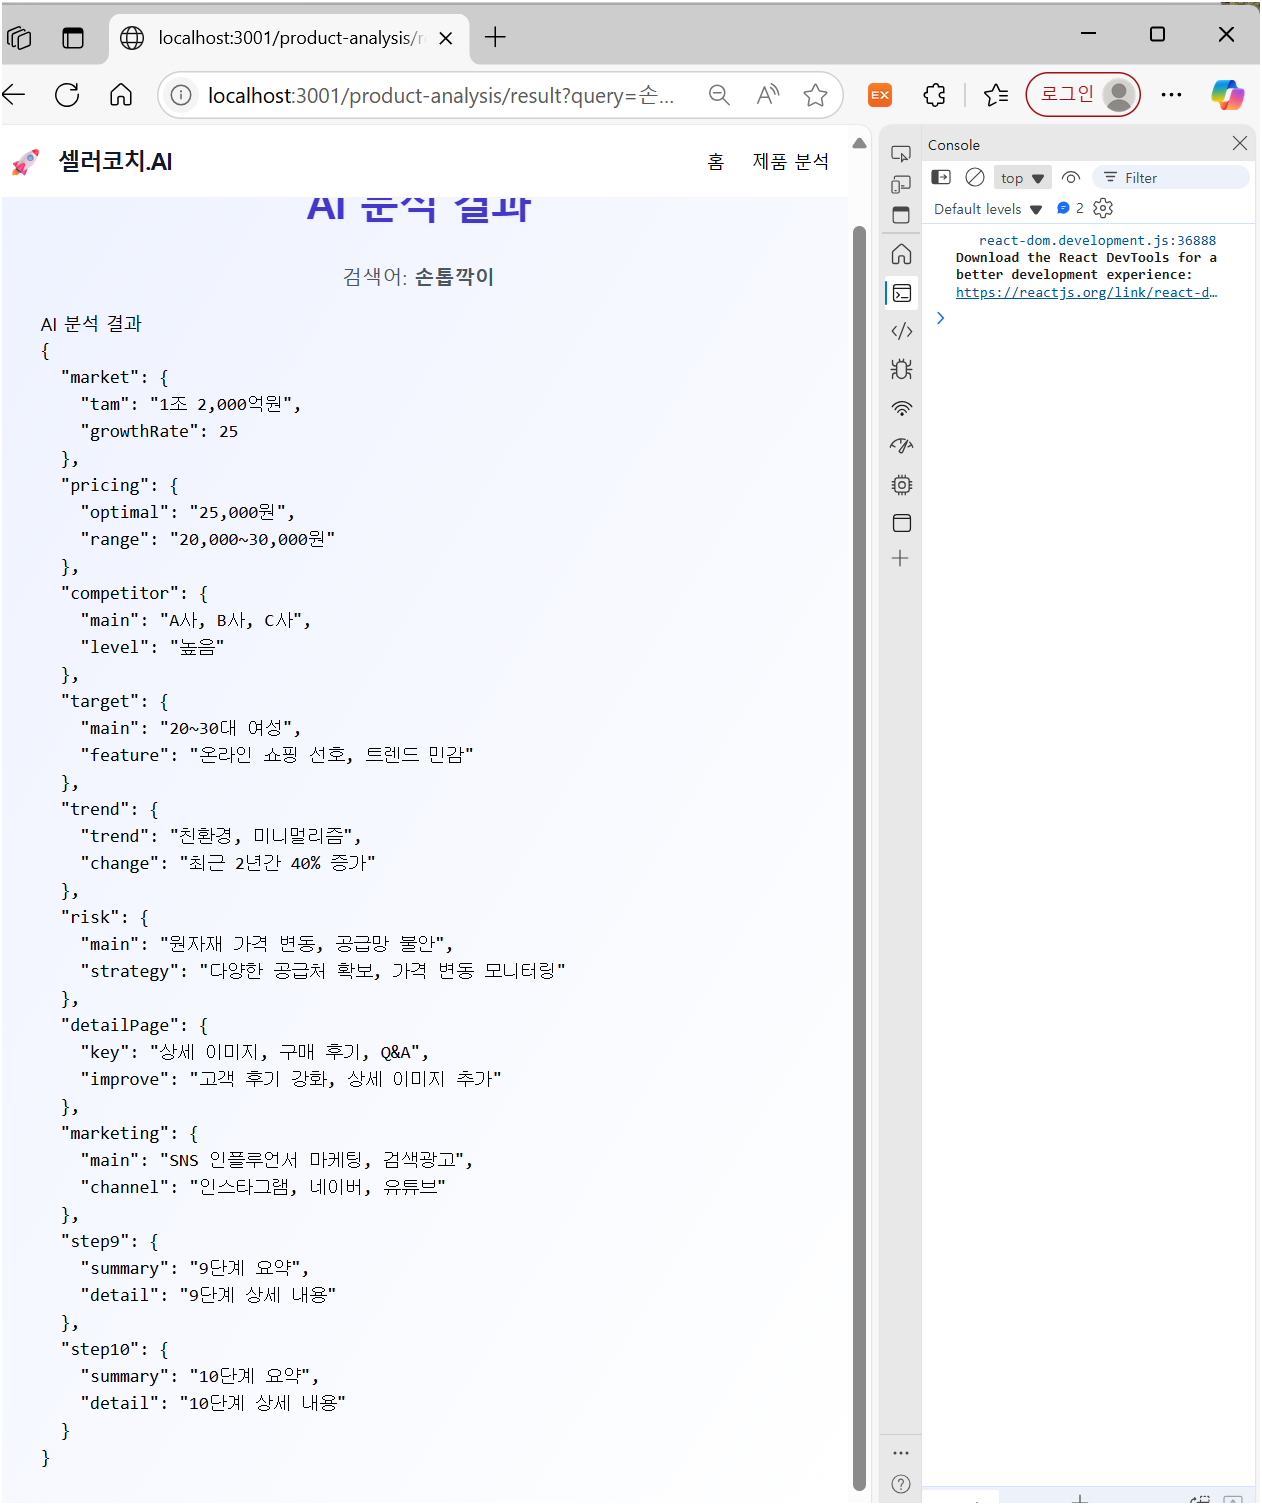 localhost:3001/product-analysis/r
localhost:3001/product-analysis/result?query=손...
EX
로그인
셀러코치.AI
홈
제품 분석
AI 분석 결과
검색어: 손톱깍이
AI 분석 결과
{
"market": {
"tam": "1조 2,000억원",
"growthRate": 25
},
"pricing": {
"optimal": "25,000원",
"range": "20,000~30,000원"
},
"competitor": {
"main": "A사, B사, C사",
"level": "높음"
},
"target": {
"main": "20~30대 여성",
"feature": "온라인 쇼핑 선호, 트렌드 민감"
},
"trend": {
"trend": "친환경, 미니멀리즘",
"change": "최근 2년간 40% 증가"
},
"risk": {
"main": "원자재 가격 변동, 공급망 불안",
"strategy": "다양한 공급처 확보, 가격 변동 모니터링"
},
"detailPage": {
"key": "상세 이미지, 구매 후기, Q&A",
"improve": "고객 후기 강화, 상세 이미지 추가"
},
"marketing": {
"main": "SNS 인플루언서 마케팅, 검색광고",
"channel": "인스타그램, 네이버, 유튜브"
},
"step9": {
"summary": "9단계 요약",
"detail": "9단계 상세 내용"
},
"step10": {
"summary": "10단계 요약",
"detail": "10단계 상세 내용"
}
}
Console
top
Filter
Default levels
2
react-dom.development.js:36888
Download the React DevTools for a
better development experience:
https://reactjs.org/link/react-d…